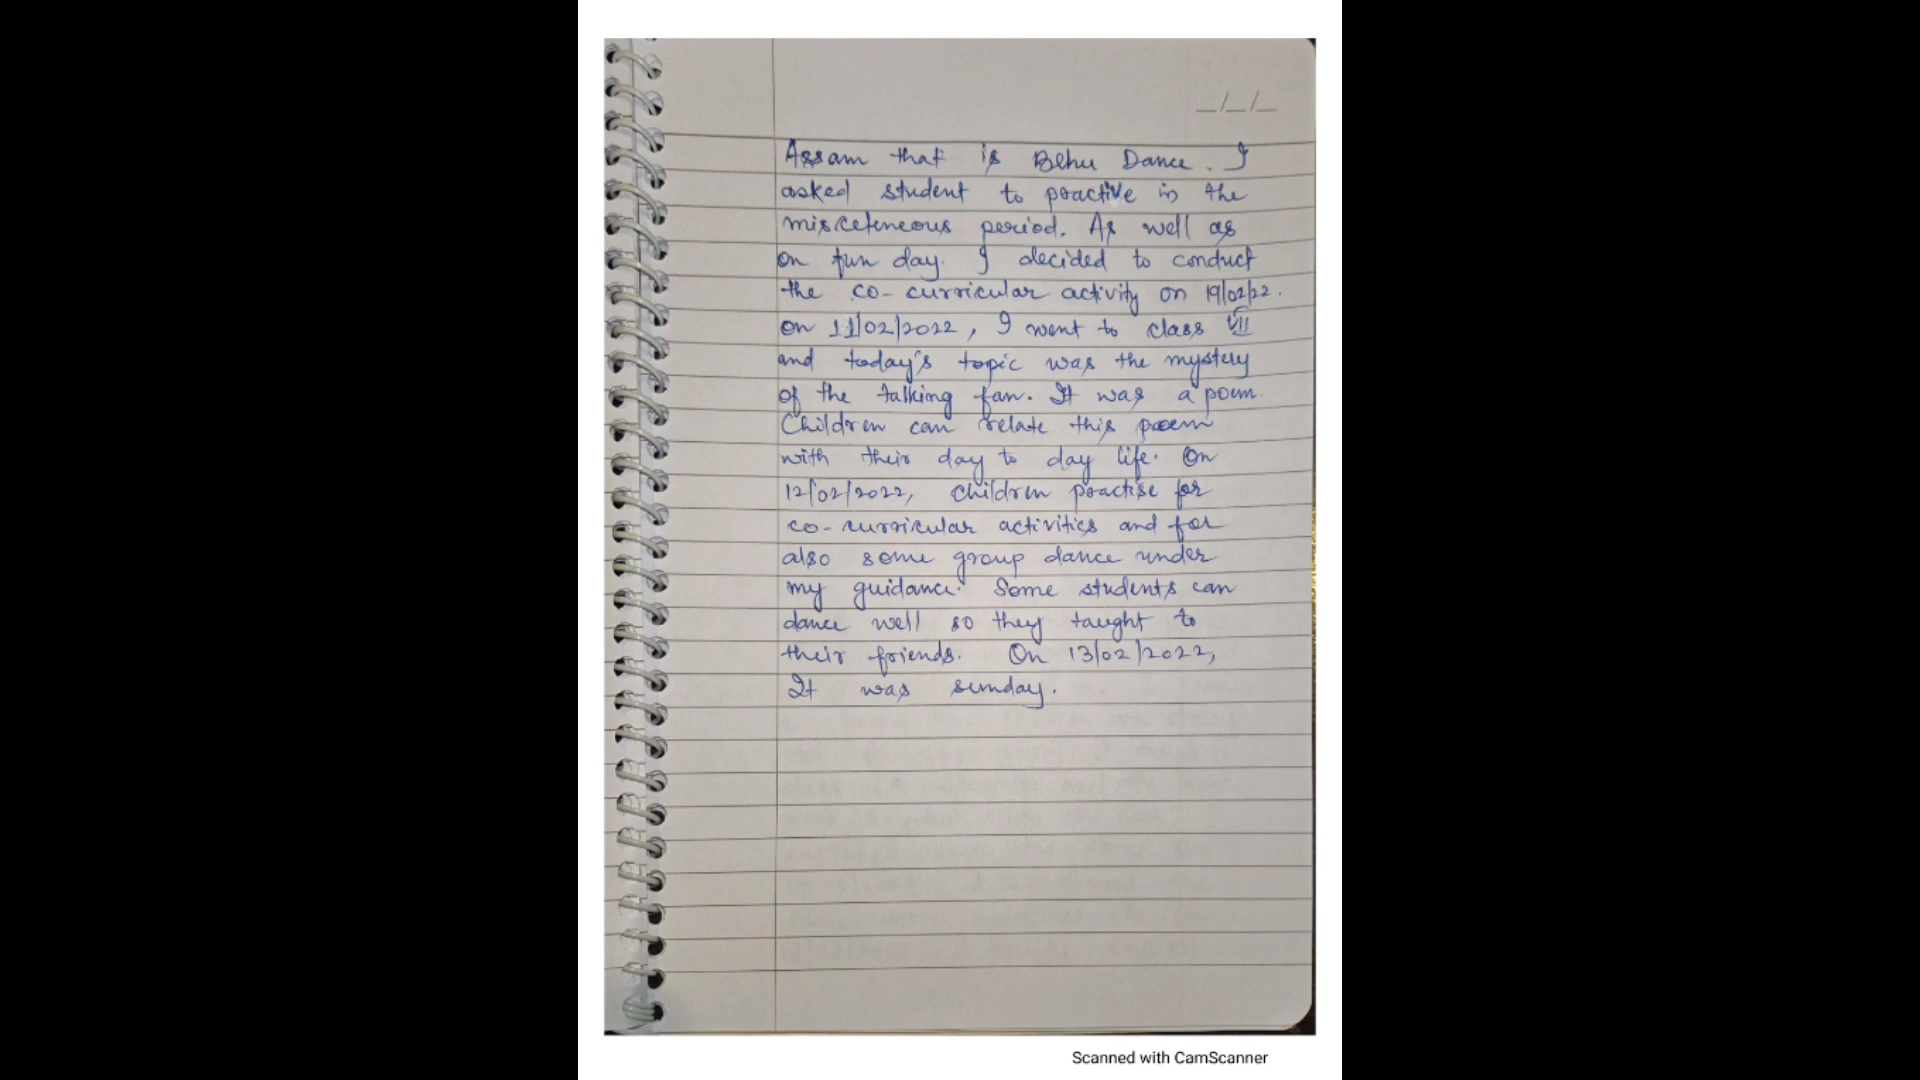 _/_/_
Assam that is Bihu Dance. I
asked student to practive in the
misceleneous period. As well as
on fun day. I decided to conduct
the co-curricular activity on 19/02/22.
on 11/02/2022, I went to class VII
and today's topic was the mystery
of the talking fan. It was a poem.
Children can relate this poem
with their day to day life. On
12/02/2022, children practise for
co-curricular activities and for
also some group dance under
my guidance. Some students can
dance well so they taught to
their friends. On 13/02/2022,
It was sunday.
Scanned with CamScanner